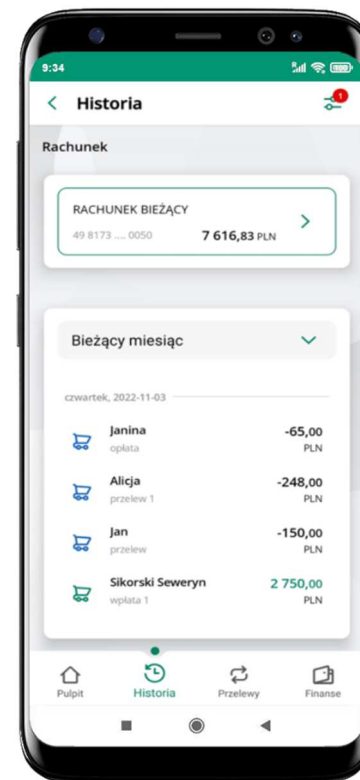 9:34
Historia
1
Rachunek
RACHUNEK BIEŻĄCY
49 8173 .... 0050 7 616,83 PLN
Bieżący miesiąc
czwartek, 2022-11-03
Janina -65,00
opłata PLN
Alicja -248,00
przelew 1 PLN
Jan -150,00
przelew PLN
Sikorski Seweryn 2 750,00
wpłata 1 PLN
Pulpit Historia Przelewy Finanse